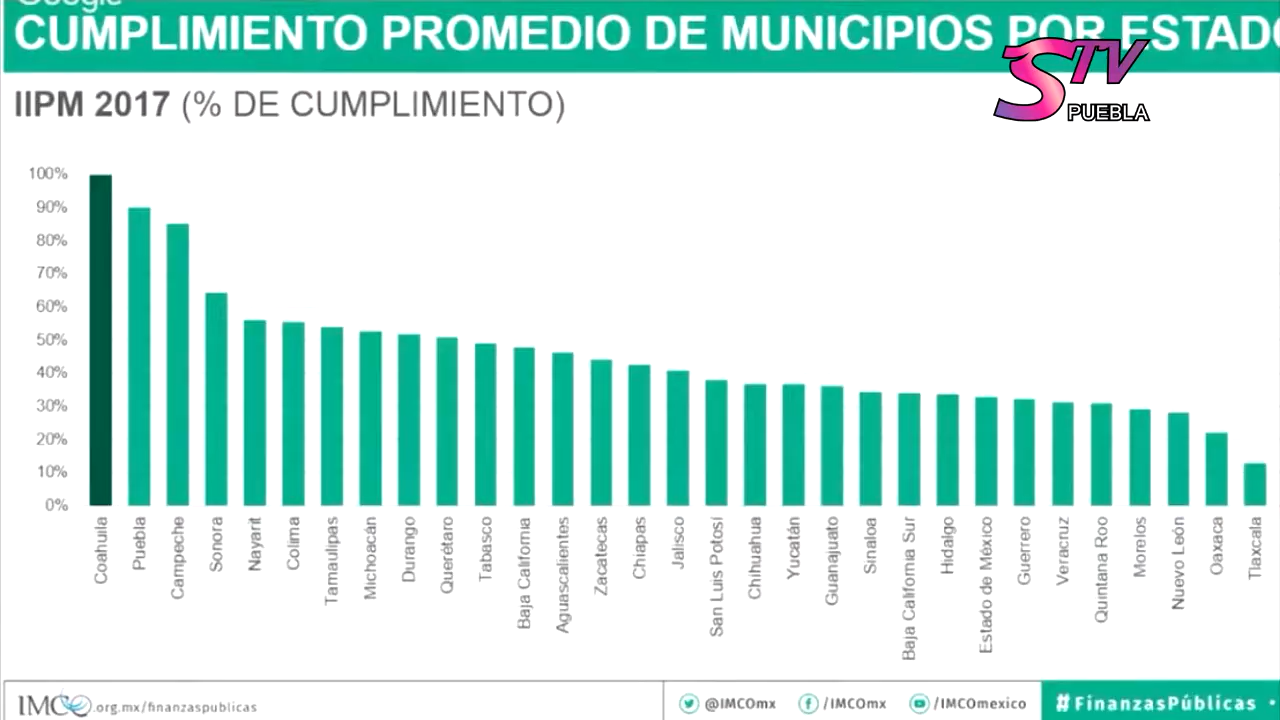 Google
CUMPLIMIENTO PROMEDIO DE MUNICIPIOS POR ESTADO
STV
PUEBLA
IIPM 2017 (% DE CUMPLIMIENTO)
100%
90%
80%
70%
60%
50%
40%
30%
20%
10%
0%
Coahuila
Puebla
Campeche
Sonora
Nayarit
Colima
Tamaulipas
Michoacán
Durango
Querétaro
Tabasco
Baja California
Aguascalientes
Zacatecas
Chiapas
Jalisco
San Luis Potosí
Chihuahua
Yucatán
Guanajuato
Sinaloa
Baja California Sur
Hidalgo
Estado de México
Guerrero
Veracruz
Quintana Roo
Morelos
Nuevo León
Oaxaca
Tlaxcala
IMCO.org.mx/finanzaspublicas
@IMCOmx
/IMCOmx
/IMCOmexico
#FinanzasPúblicas